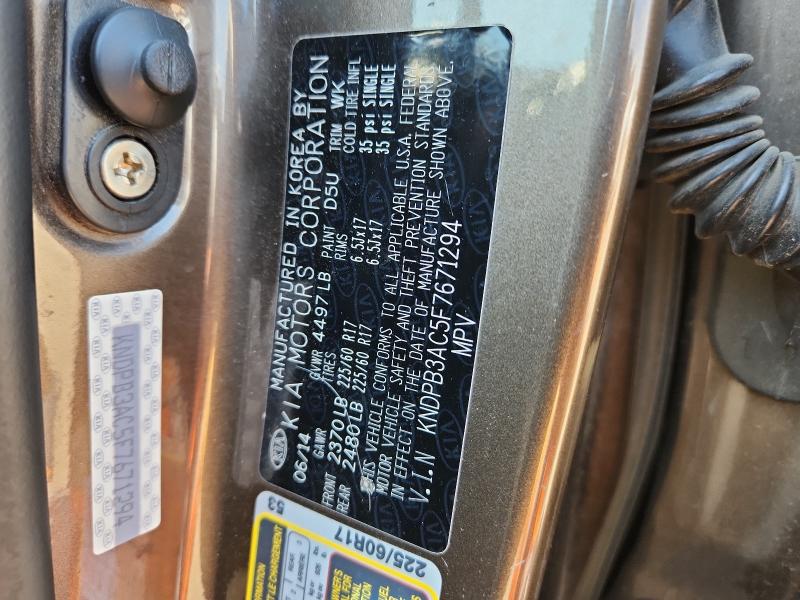 KNDPB3AC5F7671294
KIA
MANUFACTURED IN KOREA BY
06/14 KIA MOTORS CORPORATION
GVWR 4497LB PAINT D5U TRIM WK
GAWR TIRES RIMS COLD TIRE INFL
FRONT 2370LB 225/60 R17 6.5Jx17 35 psi SINGLE
REAR 2480LB 225/60 R17 6.5Jx17 35 psi SINGLE
THIS VEHICLE CONFORMS TO ALL APPLICABLE U.S.A. FEDERAL
MOTOR VEHICLE SAFETY AND THEFT PREVENTION STANDARDS
IN EFFECT ON THE DATE OF MANUFACTURE SHOWN ABOVE.
V.I.N KNDPB3AC5F7671294
MPV
53
225/60R17